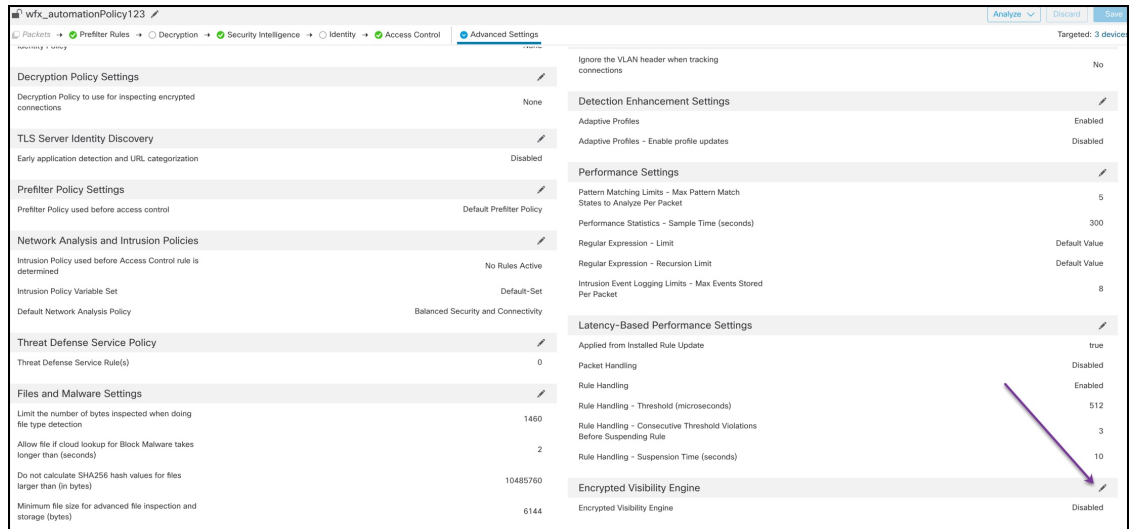 wfx_automationPolicy123
Analyze Discard Save
Packets → Prefilter Rules → Decryption → Security Intelligence → Identity → Access Control Advanced Settings Targeted: 3 devices
Identity Policy None
Decryption Policy Settings
Decryption Policy to use for inspecting encrypted
connections
None
TLS Server Identity Discovery
Early application detection and URL categorization Disabled
Prefilter Policy Settings
Prefilter Policy used before access control Default Prefilter Policy
Network Analysis and Intrusion Policies
Intrusion Policy used before Access Control rule is
determined
No Rules Active
Intrusion Policy Variable Set Default-Set
Default Network Analysis Policy Balanced Security and Connectivity
Threat Defense Service Policy
Threat Defense Service Rule(s) 0
Files and Malware Settings
Limit the number of bytes inspected when doing
file type detection
1460
Allow file if cloud lookup for Block Malware takes
longer than (seconds)
2
Do not calculate SHA256 hash values for files
larger than (in bytes)
10485760
Minimum file size for advanced file inspection and
storage (bytes)
6144
Ignore the VLAN header when tracking
connections
No
Detection Enhancement Settings
Adaptive Profiles Enabled
Adaptive Profiles - Enable profile updates Disabled
Performance Settings
Pattern Matching Limits - Max Pattern Match
States to Analyze Per Packet
5
Performance Statistics - Sample Time (seconds) 300
Regular Expression - Limit Default Value
Regular Expression - Recursion Limit Default Value
Intrusion Event Logging Limits - Max Events Stored
Per Packet
8
Latency-Based Performance Settings
Applied from Installed Rule Update true
Packet Handling Disabled
Rule Handling Enabled
Rule Handling - Threshold (microseconds) 512
Rule Handling - Consecutive Threshold Violations
Before Suspending Rule
3
Rule Handling - Suspension Time (seconds) 10
Encrypted Visibility Engine
Encrypted Visibility Engine Disabled